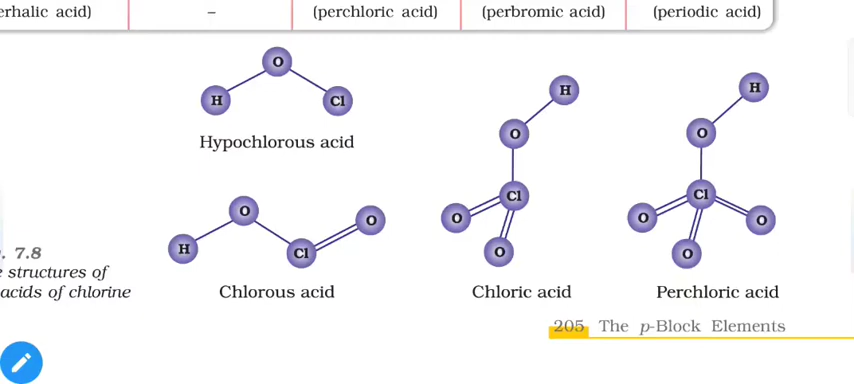 erhalic acid) – (perchloric acid) (perbromic acid) (periodic acid)
O
H Cl
Hypochlorous acid
H
O
Cl
O
O
H
O
Cl
O
O
O
O
H
Cl
O
. 7.8
e structures of
acids of chlorine
Chlorous acid Chloric acid Perchloric acid
205 The p-Block Elements